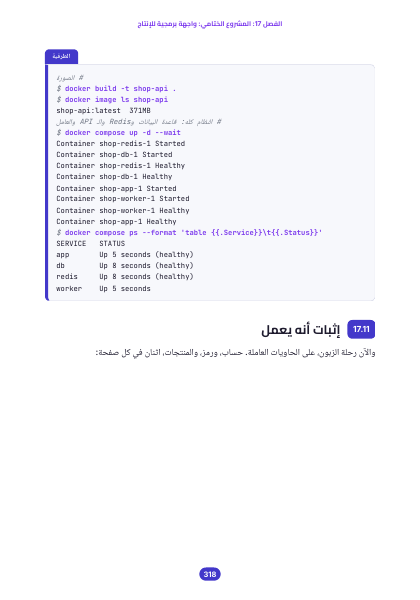 الفصل 17: المشروع الختامي: واجهة برمجية للإنتاج
الطرفية
# الصورة
$ docker build -t shop-api .
$ docker image ls shop-api
shop-api:latest  371MB
# النظام كله: قاعدة البيانات وRedis والـ API والعامل
$ docker compose up -d --wait
Container shop-redis-1 Started
Container shop-db-1 Started
Container shop-redis-1 Healthy
Container shop-db-1 Healthy
Container shop-app-1 Started
Container shop-worker-1 Started
Container shop-worker-1 Healthy
Container shop-app-1 Healthy
$ docker compose ps --format 'table {{.Service}}\t{{.Status}}'
SERVICE   STATUS
app       Up 5 seconds (healthy)
db        Up 8 seconds (healthy)
redis     Up 8 seconds (healthy)
worker    Up 5 seconds
17.11 إثبات أنه يعمل
والآن رحلة الزبون، على الحاويات العاملة. حساب، ورمز، والمنتجات، اثنان في كل صفحة:
318